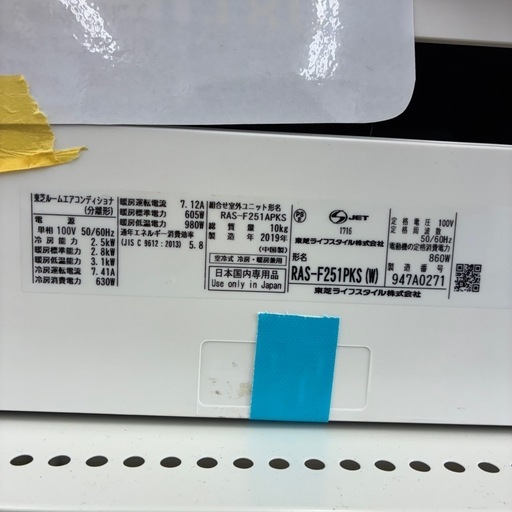 東芝ルームエアコンディショナ
(分離形)
電源
単相 100V 50/60Hz
冷房能力 2.5kW
暖房能力 2.8kW
暖房低温能力 3.1kW
冷房運転電流 7.41A
冷房消費電力 630W
暖房運転電流 7.12A
暖房標準電力 605W
暖房低温電力 980W
通年エネルギー消費効率
(JIS C 9612:2013) 5.8
組合せ室外ユニット形名
RAS-F251APKS
総質量 10kg
製造年 2019年
(中国製)
空冷式 冷房・暖房兼用
日本国内専用品
Use only in Japan
PSE
JET
1716
東芝ライフスタイル株式会社
形名
RAS-F251PKS(W)
東芝ライフスタイル株式会社
定格電圧 100V
定格周波数
50/60Hz
電動機の定格消費電力
860W
製造番号
947A0271